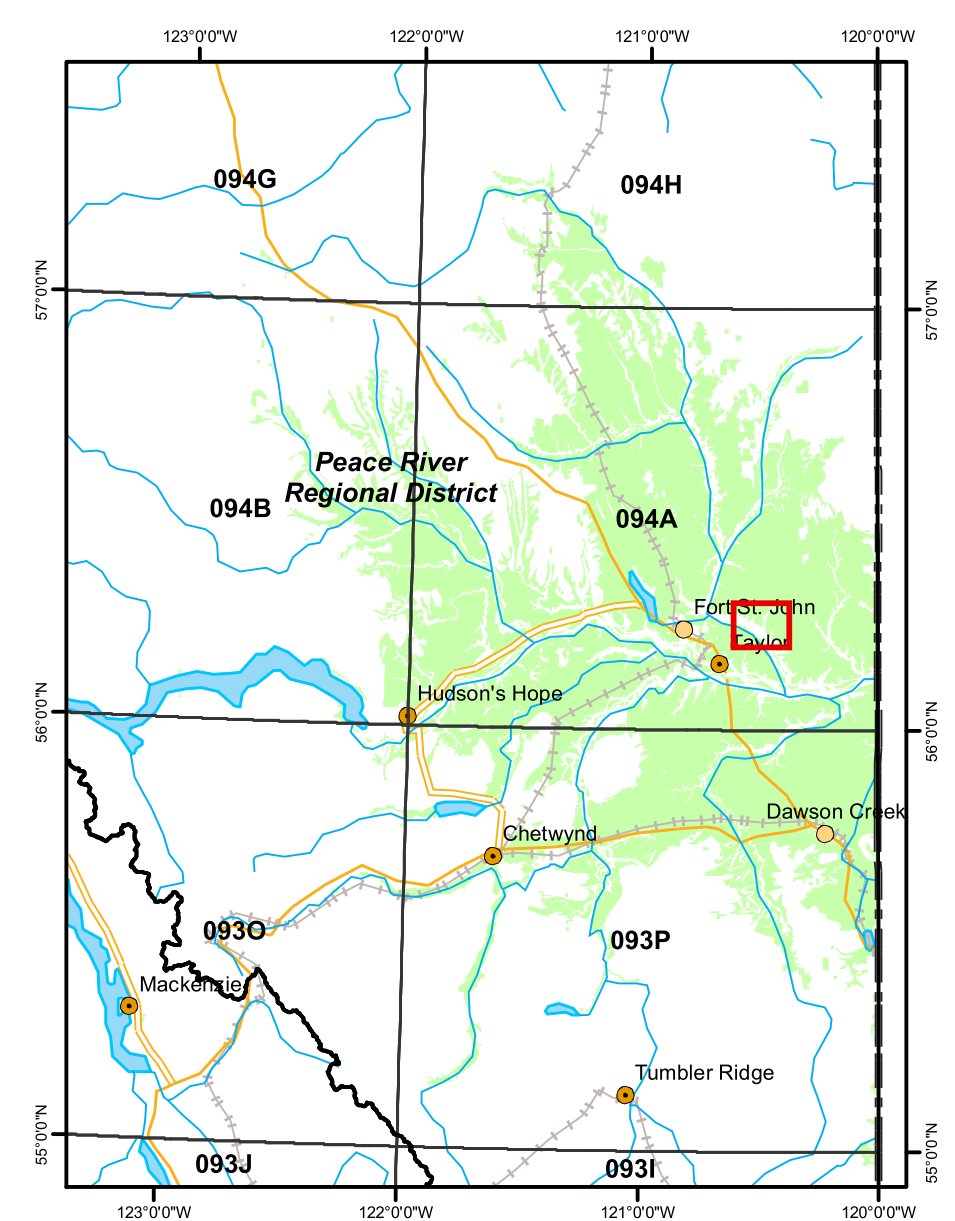 123°0'0"W 122°0'0"W 121°0'0"W 120°0'0"W
094G
094H
57°0'0"N
57°0'0"N
Peace River
Regional District
094B
094A
Fort St. John
Taylor
Hudson's Hope
56°0'0"N
56°0'0"N
Dawson Creek
Chetwynd
093O
093P
Mackenzie
Tumbler Ridge
55°0'0"N
55°0'0"N
093J
093I
123°0'0"W 122°0'0"W 121°0'0"W 120°0'0"W